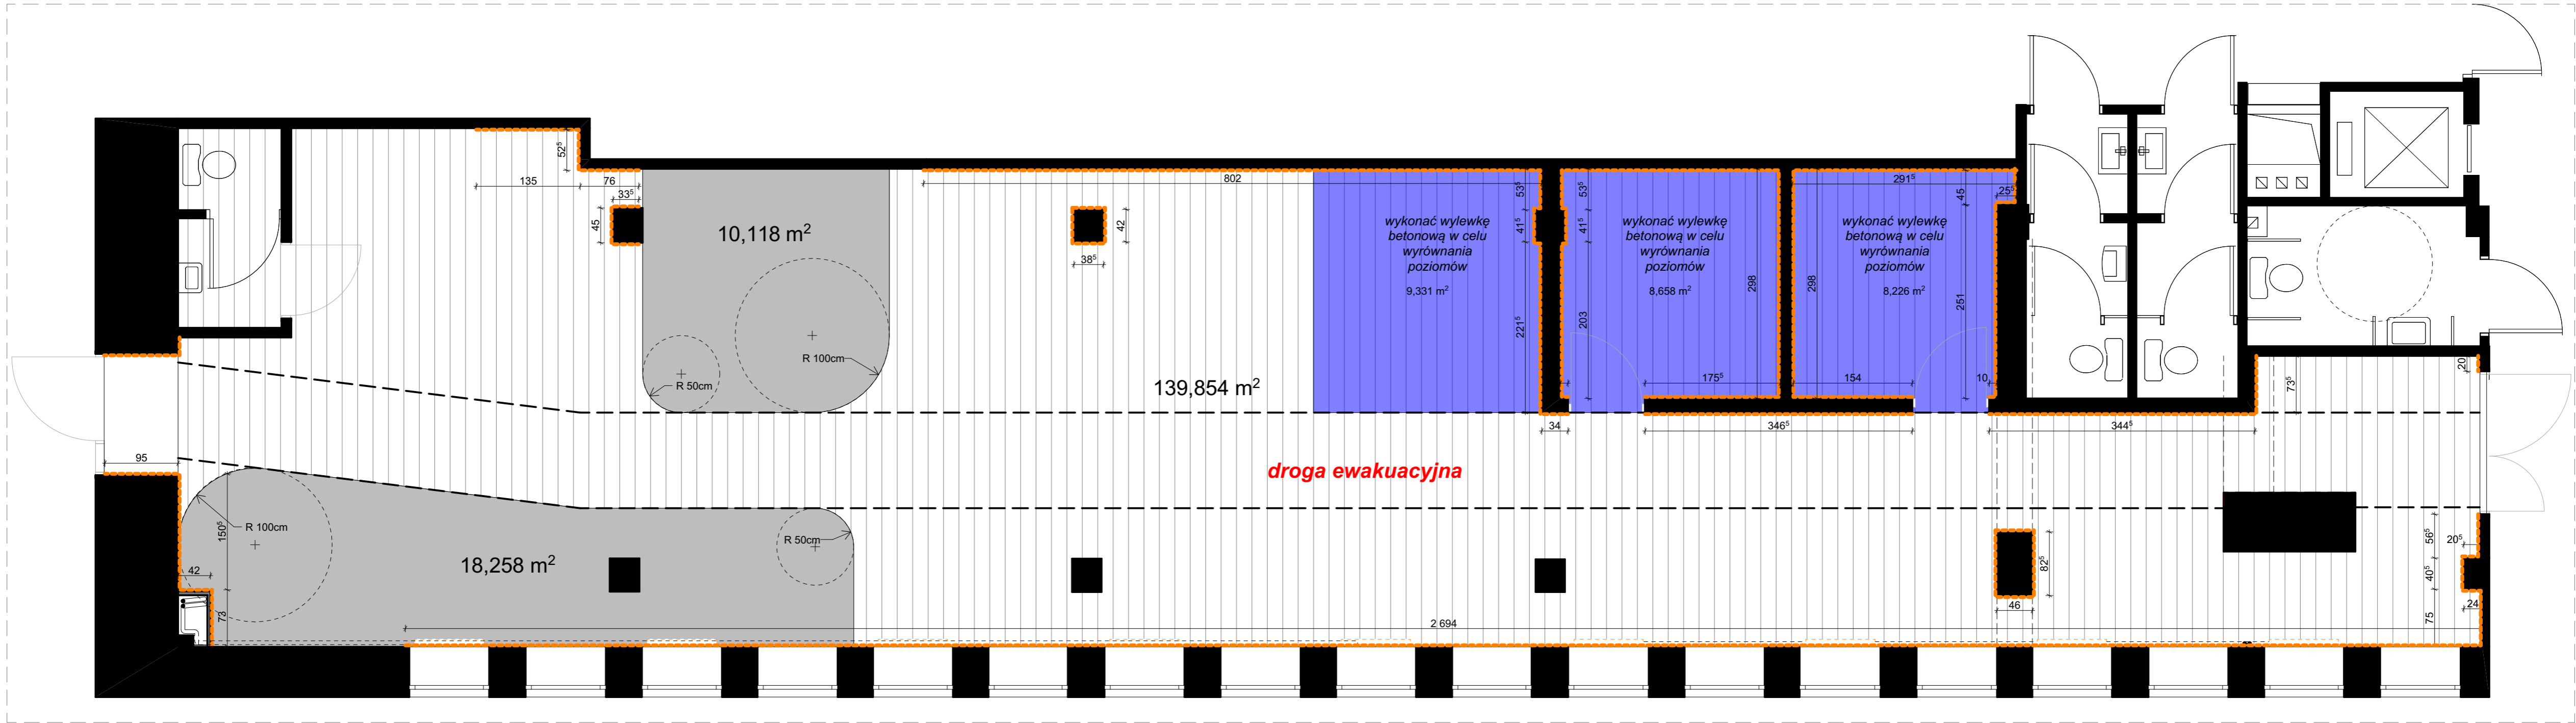 52⁵
135
76
33⁵
45
10,118 m²
R 100cm
R 50cm
802
42
38⁵
139,854 m²
53⁵
41⁵
221⁵
wykonać wylewkę
betonową w celu
wyrównania
poziomów
9,331 m²
53⁵
41⁵
203
wykonać wylewkę
betonową w celu
wyrównania
poziomów
8,658 m²
298
175⁵
298
291⁵
45
25⁵
wykonać wylewkę
betonową w celu
wyrównania
poziomów
8,226 m²
251
154
10
34
346⁵
344⁵
73⁵
20
95
droga ewakuacyjna
R 100cm
150⁵
42
73
18,258 m²
R 50cm
2 694
82⁵
46
56⁵
20⁵
40⁵
24
75